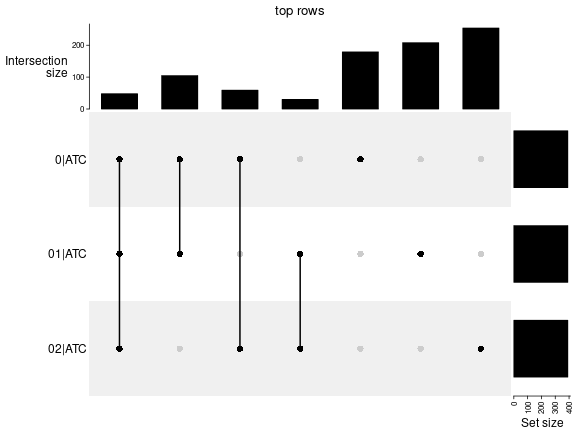 top rows
Intersection
size
200
100
0
0|ATC
01|ATC
02|ATC
0
100
200
300
400
Set size